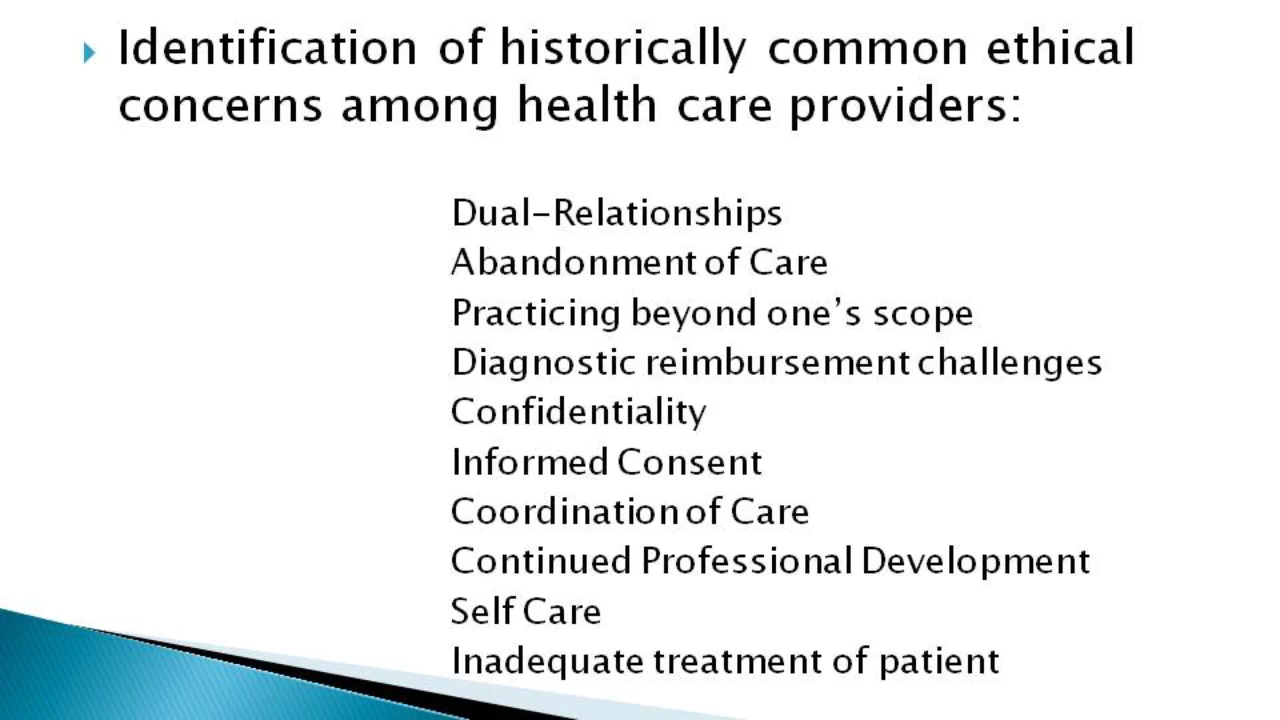 Identification of historically common ethical
concerns among health care providers:
Dual-Relationships
Abandonment of Care
Practicing beyond one’s scope
Diagnostic reimbursement challenges
Confidentiality
Informed Consent
Coordination of Care
Continued Professional Development
Self Care
Inadequate treatment of patient